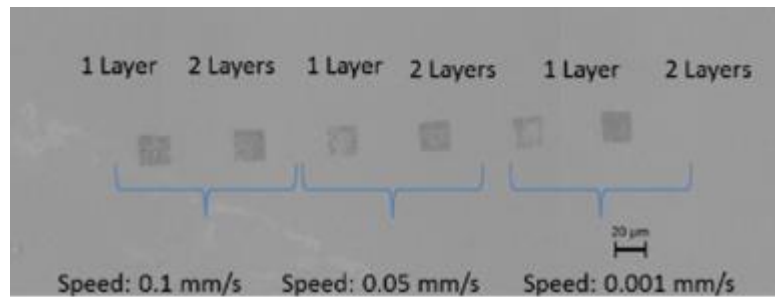 1 Layer 2 Layers 1 Layer 2 Layers 1 Layer 2 Layers
20 µm
Speed: 0.1 mm/s Speed: 0.05 mm/s Speed: 0.001 mm/s